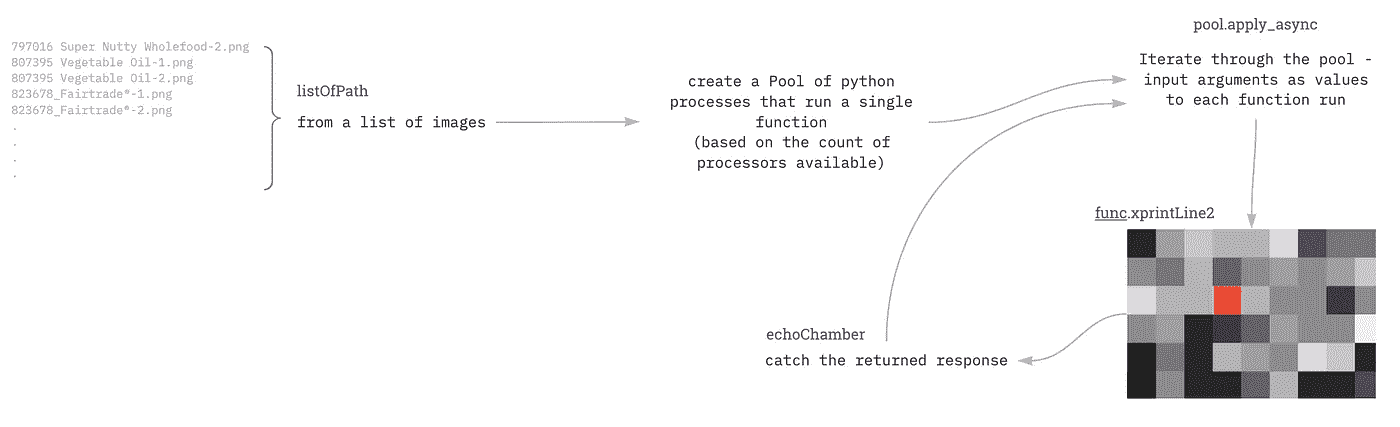 797016 Super Nutty Wholefood-2.png
807395 Vegetable Oil-1.png
807395 Vegetable Oil-2.png
823678_Fairtrade®-1.png
823678_Fairtrade®-2.png
.
.
.
.
listOfPath
from a list of images
create a Pool of python
processes that run a single
function
(based on the count of
processors available)
pool.apply_async
Iterate through the pool -
input arguments as values
to each function run
func.xprintLine2
echoChamber
catch the returned response